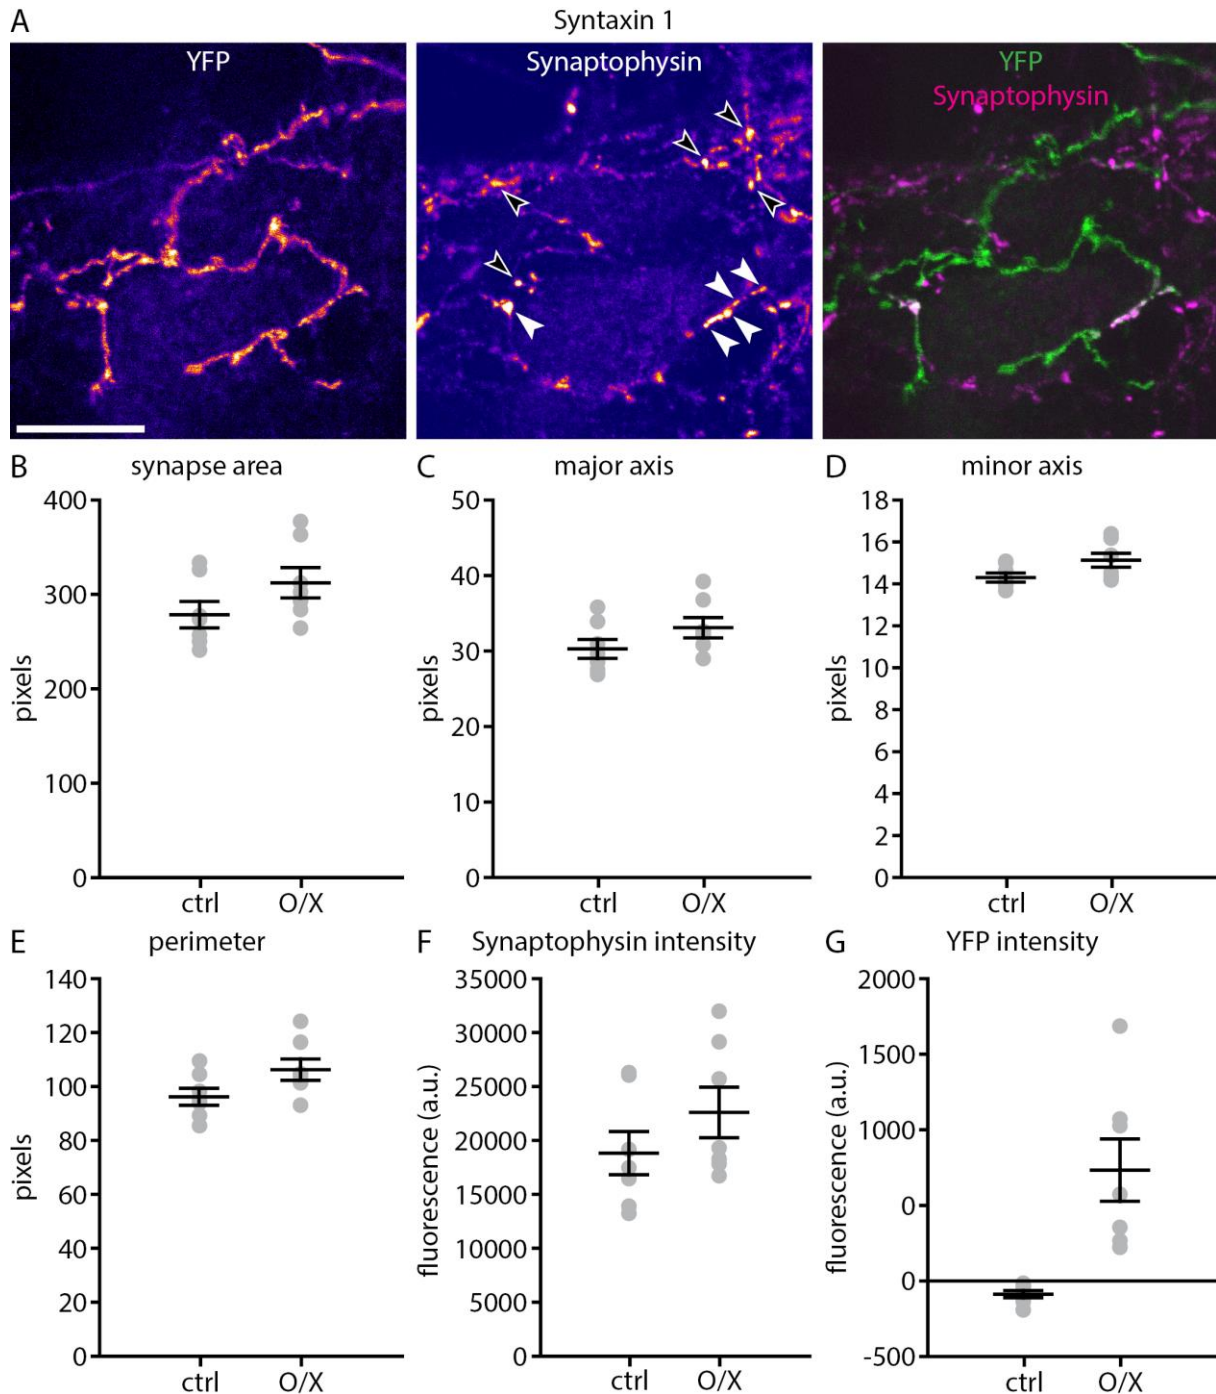 A
Syntaxin 1
YFP
Synaptophysin
YFP
Synaptophysin
B
synapse area
400
300
200
100
0
pixels
ctrl
O/X
C
major axis
50
40
30
20
10
0
pixels
ctrl
O/X
D
minor axis
18
16
14
12
10
8
6
4
2
0
pixels
ctrl
O/X
E
perimeter
140
120
100
80
60
40
20
0
pixels
ctrl
O/X
F
Synaptophysin intensity
35000
30000
25000
20000
15000
10000
5000
0
fluorescence (a.u.)
ctrl
O/X
G
YFP intensity
2000
1500
1000
0
0
-500
fluorescence (a.u.)
ctrl
O/X